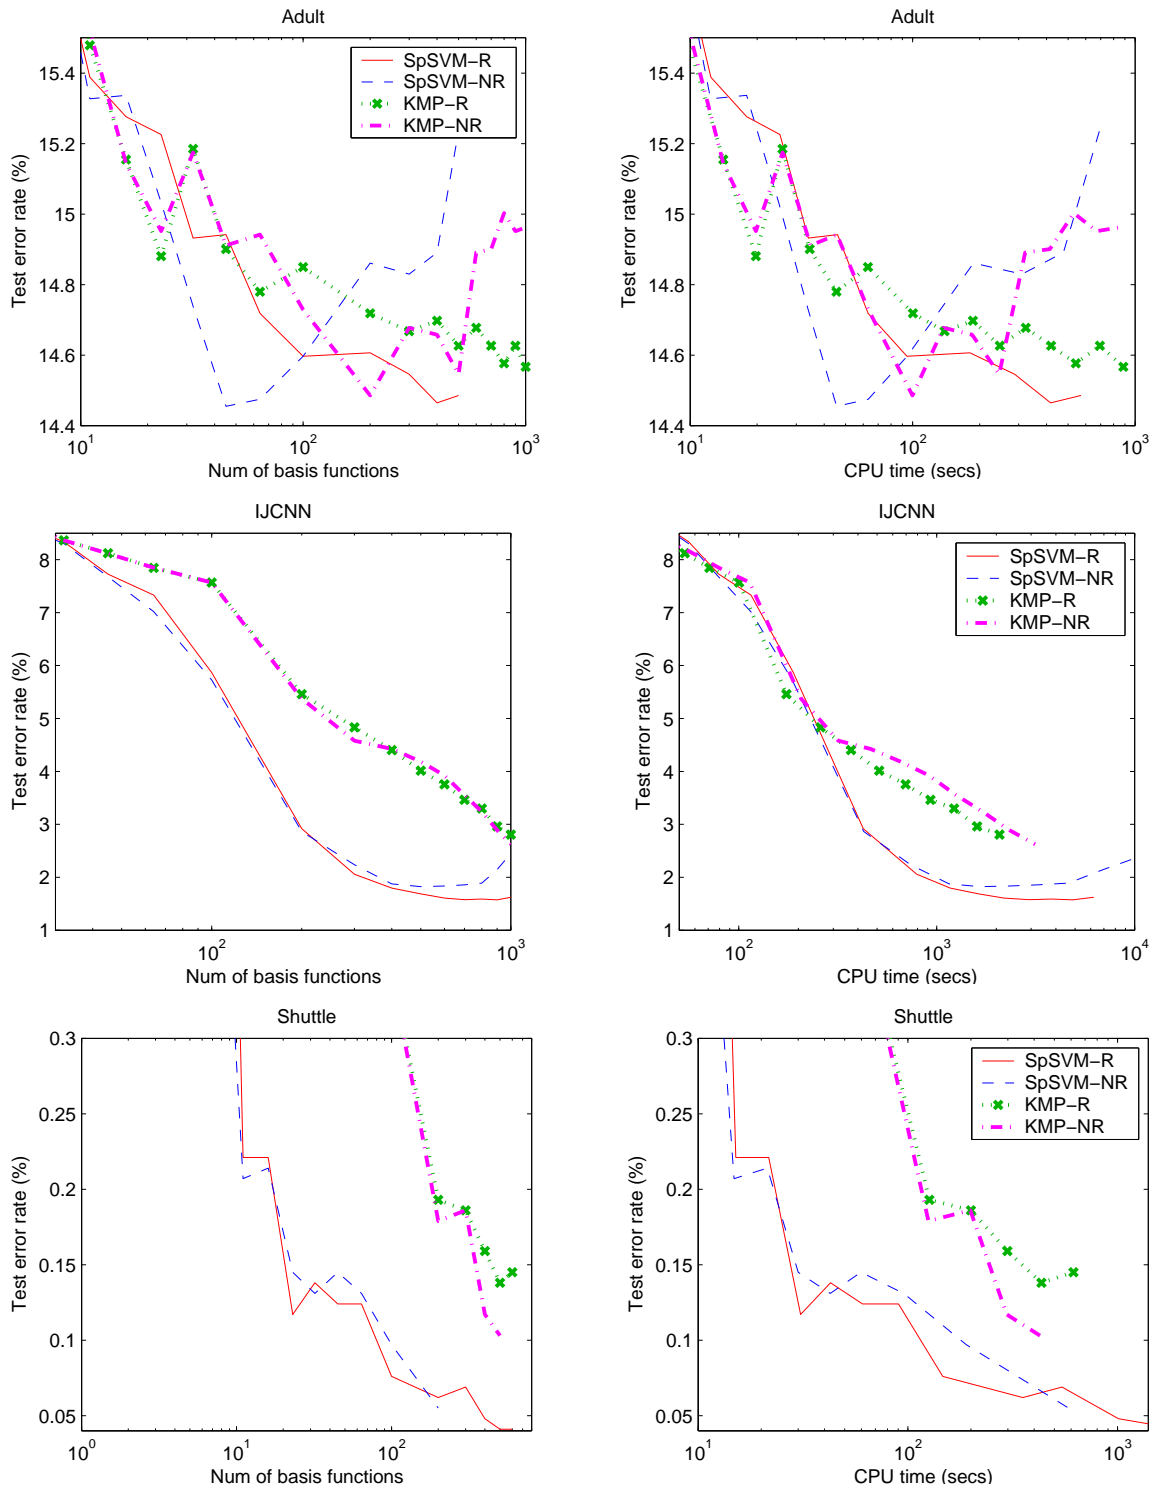 Adult
Test error rate (%)
15.4
15.2
15
14.8
14.6
14.4
10^1
10^2
10^3
Num of basis functions
SpSVM−R
SpSVM−NR
KMP−R
KMP−NR
Adult
Test error rate (%)
15.4
15.2
15
14.8
14.6
14.4
10^1
10^2
10^3
CPU time (secs)
IJCNN
Test error rate (%)
8
7
6
5
4
3
2
1
10^2
10^3
Num of basis functions
IJCNN
Test error rate (%)
8
7
6
5
4
3
2
1
10^2
10^3
10^4
CPU time (secs)
SpSVM−R
SpSVM−NR
KMP−R
KMP−NR
Shuttle
Test error rate (%)
0.3
0.25
0.2
0.15
0.1
0.05
10^0
10^1
10^2
Num of basis functions
Shuttle
Test error rate (%)
0.3
0.25
0.2
0.15
0.1
0.05
10^1
10^2
10^3
CPU time (secs)
SpSVM−R
SpSVM−NR
KMP−R
KMP−NR